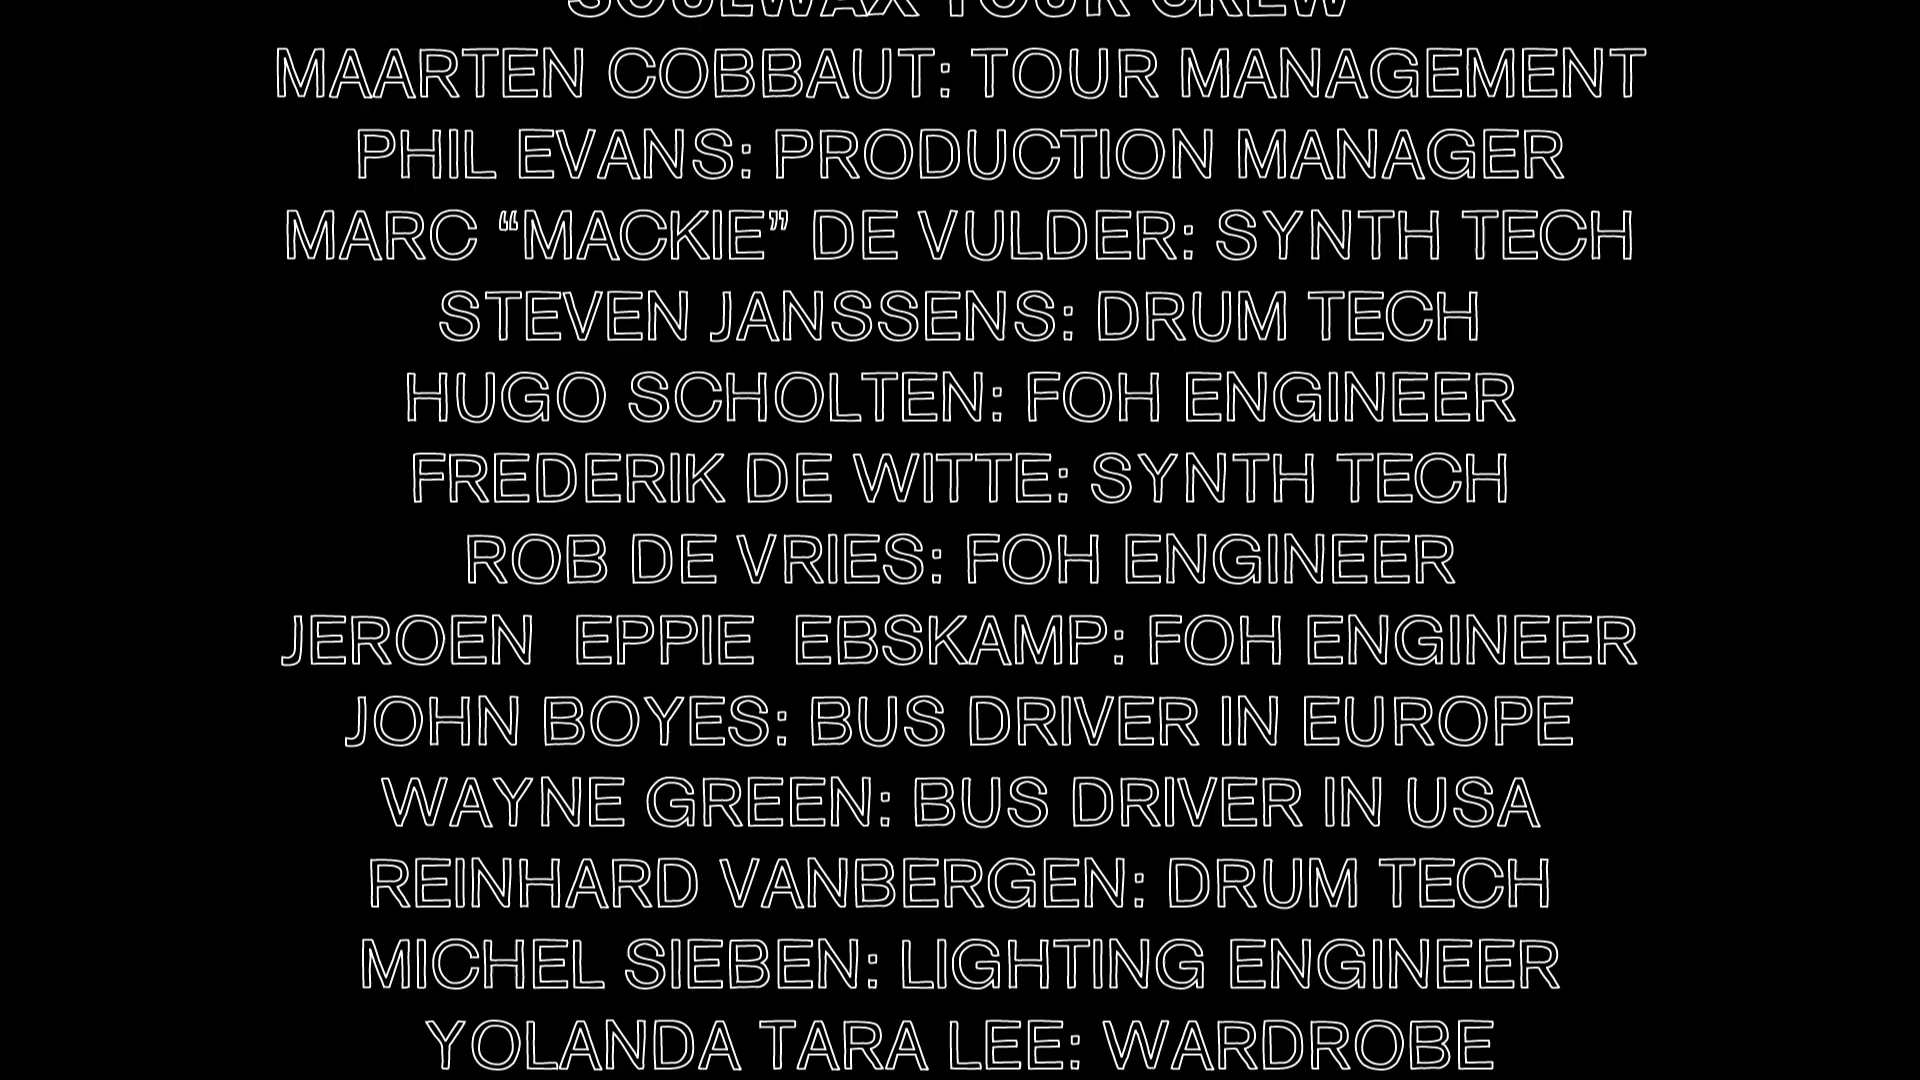 SOULWAX TOUR CREW
MAARTEN COBBAUT: TOUR MANAGEMENT
PHIL EVANS: PRODUCTION MANAGER
MARC “MACKIE” DE VULDER: SYNTH TECH
STEVEN JANSSENS: DRUM TECH
HUGO SCHOLTEN: FOH ENGINEER
FREDERIK DE WITTE: SYNTH TECH
ROB DE VRIES: FOH ENGINEER
JEROEN  EPPIE  EBSKAMP: FOH ENGINEER
JOHN BOYES: BUS DRIVER IN EUROPE
WAYNE GREEN: BUS DRIVER IN USA
REINHARD VANBERGEN: DRUM TECH
MICHEL SIEBEN: LIGHTING ENGINEER
YOLANDA TARA LEE: WARDROBE